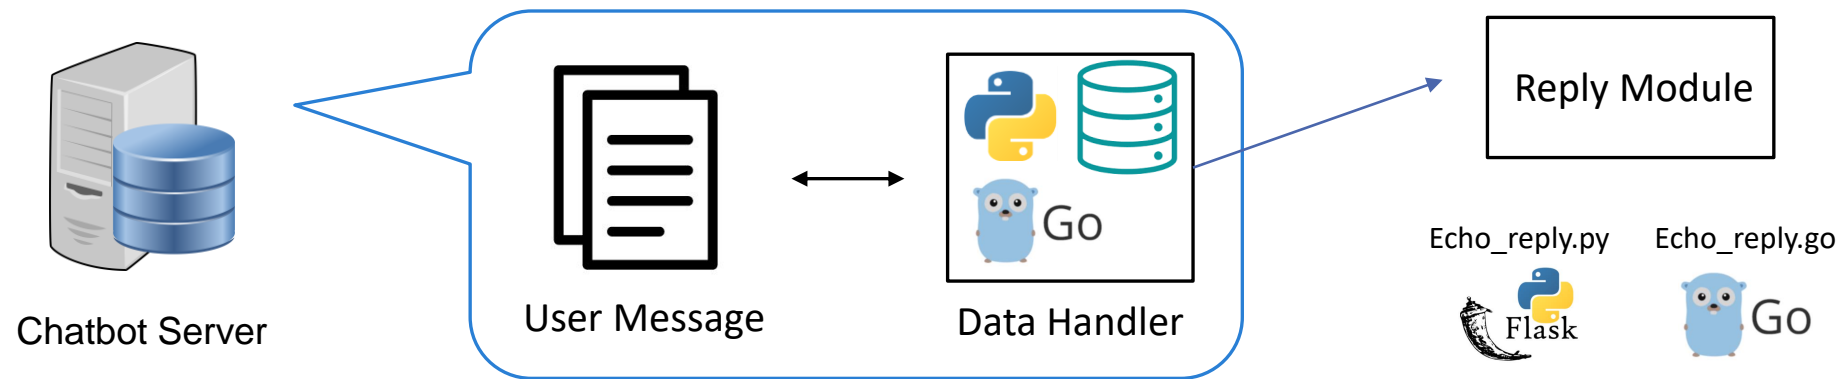 Reply Module
Go
Echo_reply.py
Echo_reply.go
Chatbot Server
User Message
Data Handler
Flask
Go